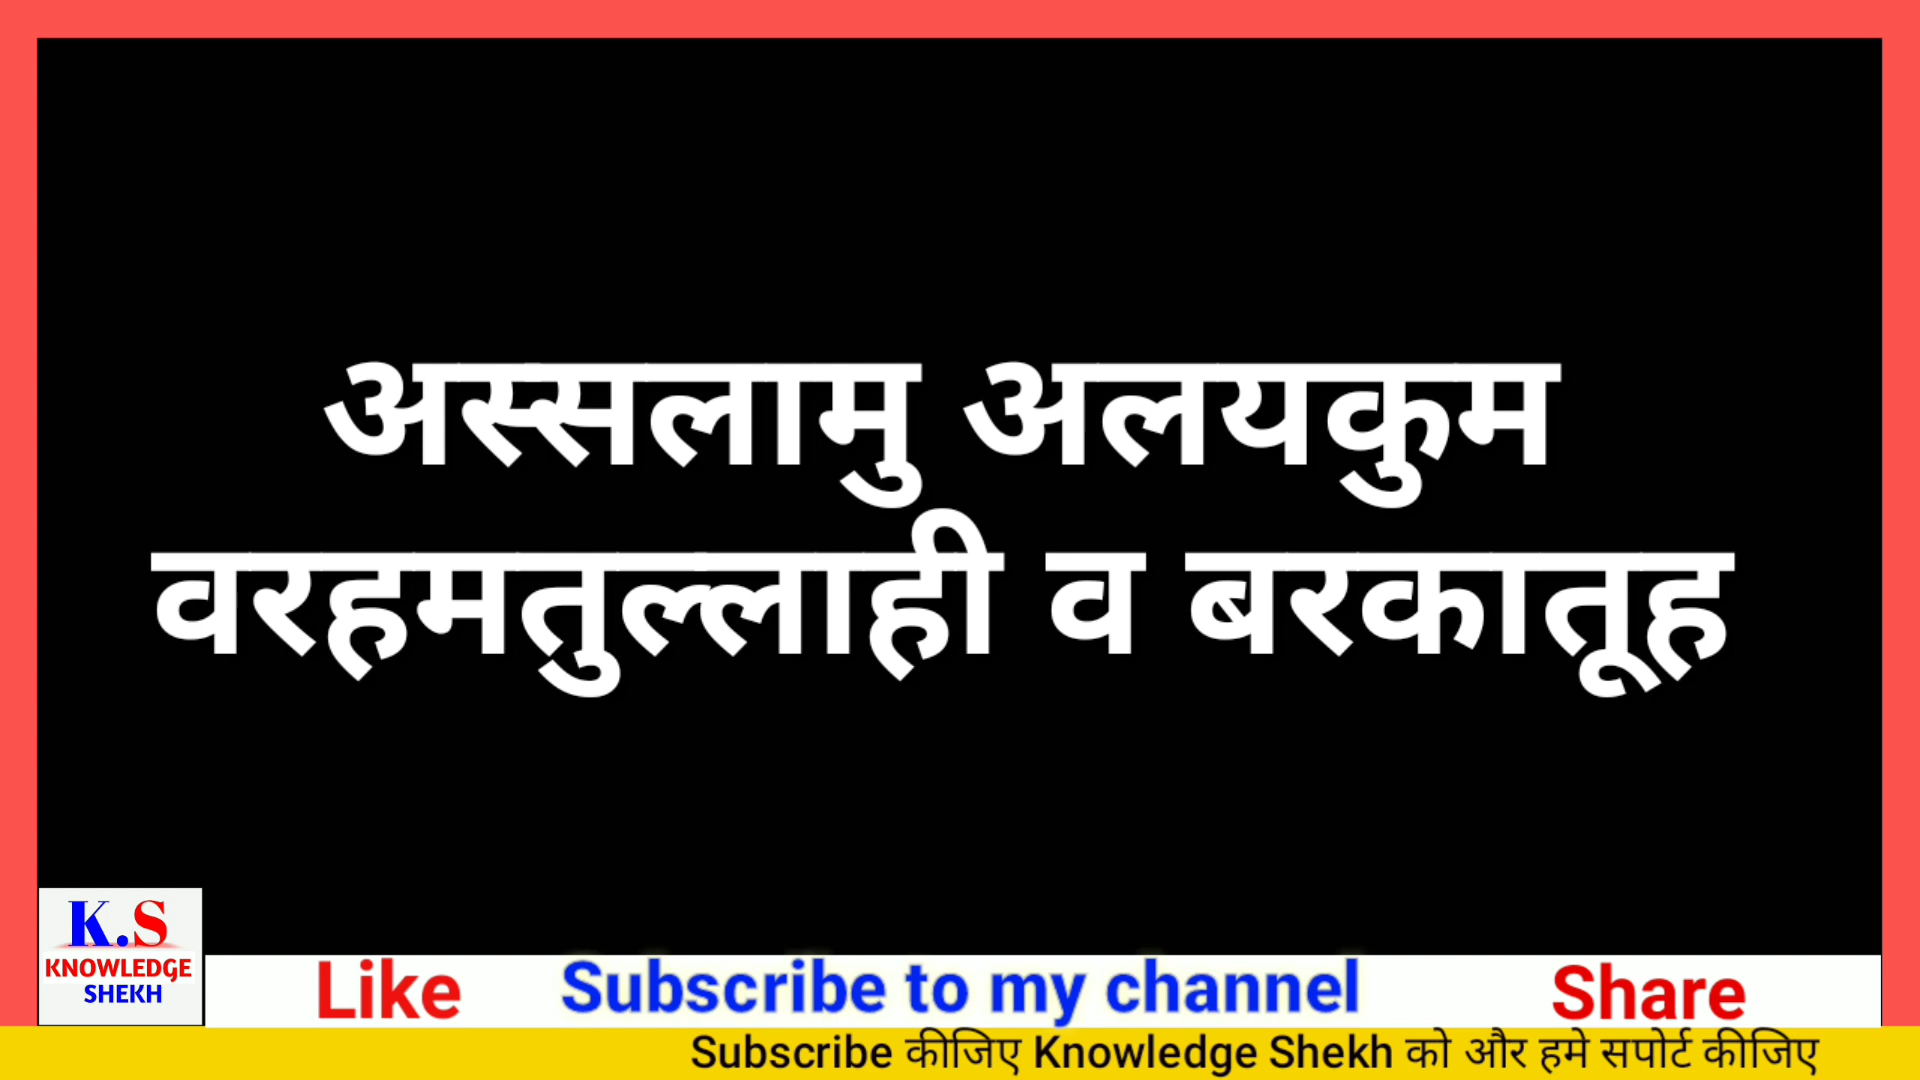 अस्सलामु अलयकुम
वरहमतुल्लाही व बरकातूह
K.S
KNOWLEDGE
SHEKH
Like Subscribe to my channel Share
Subscribe कीजिए Knowledge Shekh को और हमे सपोर्ट कीजिए